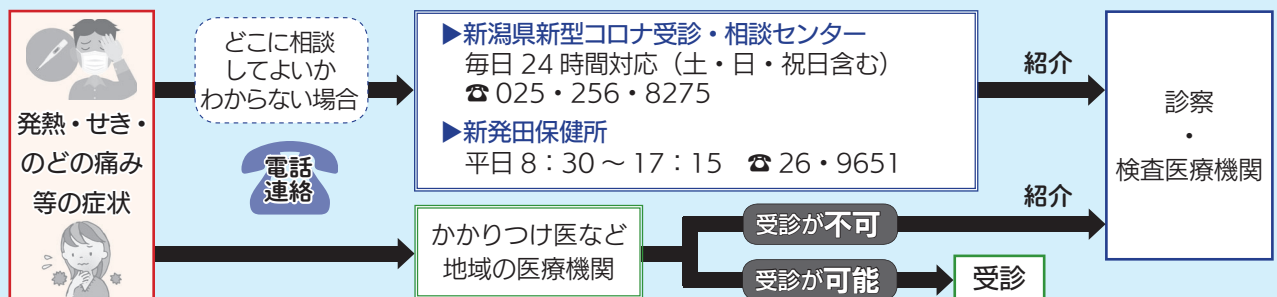 発熱・せき・
のどの痛み
等の症状
どこに相談
してよいか
わからない場合
電話
連絡
▶新潟県新型コロナ受診・相談センター
毎日 24 時間対応（土・日・祝日含む）
☎ 025・256・8275
▶新発田保健所
平日 8：30 ～ 17：15 ☎ 26・9651
紹介
かかりつけ医など
地域の医療機関
受診が不可
紹介
受診が可能
受診
診察
・
検査医療機関